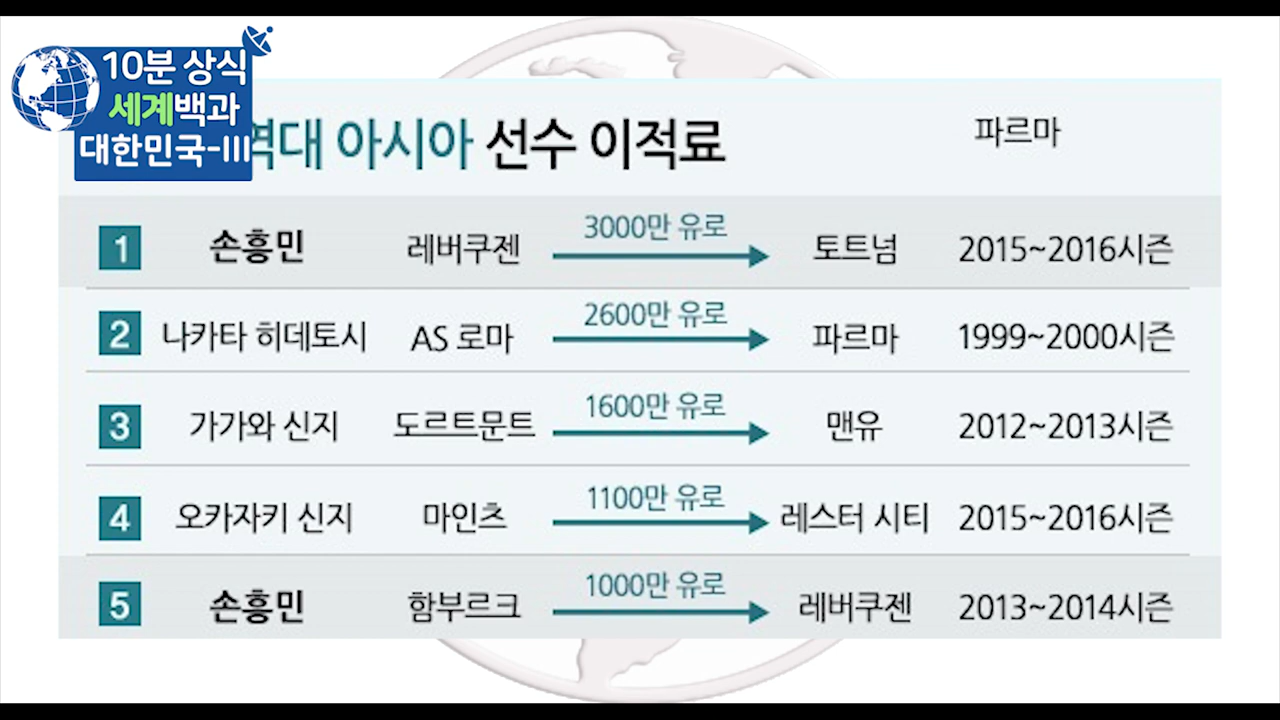 10분 상식
세계백과
대한민국-III
역대 아시아 선수 이적료
파르마
1 손흥민 레버쿠젠 3000만 유로 토트넘 2015~2016시즌
2 나카타 히데토시 AS 로마 2600만 유로 파르마 1999~2000시즌
3 가가와 신지 도르트문트 1600만 유로 맨유 2012~2013시즌
4 오카자키 신지 마인츠 1100만 유로 레스터 시티 2015~2016시즌
5 손흥민 함부르크 1000만 유로 레버쿠젠 2013~2014시즌